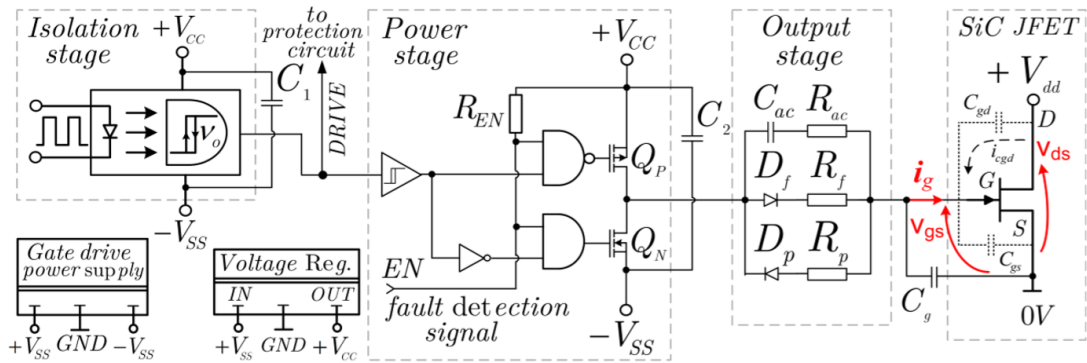 Isolation
stage
+V_CC
C_1
V_o
-V_SS
to
protection
circuit
DRIVE
Power
stage
+V_CC
R_EN
C_2
Q_P
Q_N
EN
fault detection
signal
-V_SS
Output
stage
C_ac R_ac
D_f R_f
D_p R_p
SiC JFET
+V_dd
C_gd
D
i_cgd
v_ds
i_g
G
v_gs
S
C_gs
C_g
0V
Gate drive
power supply
+V_SS GND -V_SS
Voltage Reg.
IN OUT
+V_SS GND +V_CC